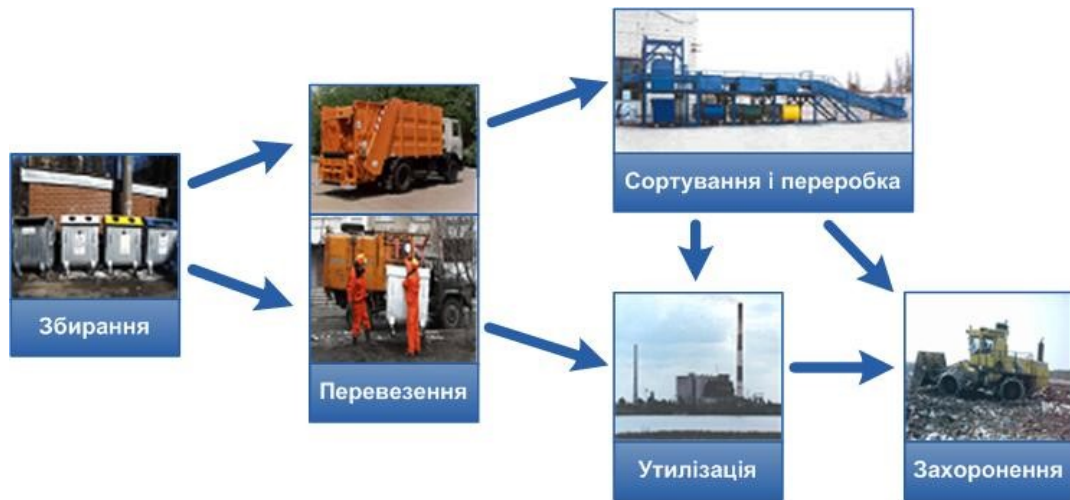 Збирання
Перевезення
Сортування і переробка
Утилізація
Захоронення